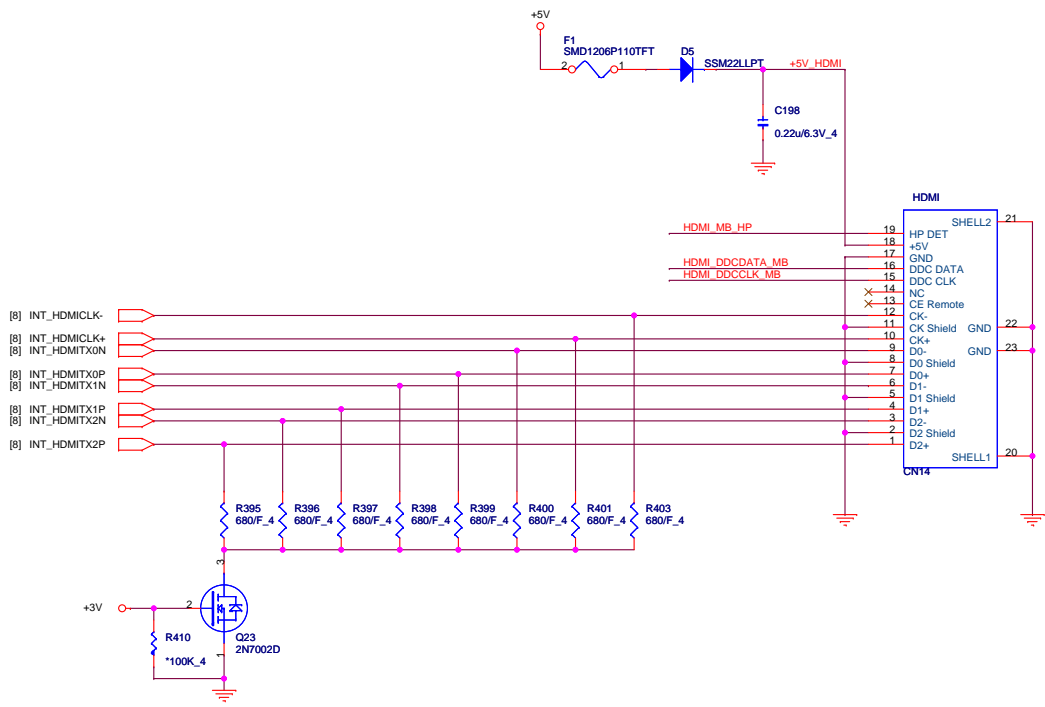 +5V
F1
SMD1206P110TFT
2
1
D5
SSM22LLPT
+5V_HDMI
C198
0.22u/6.3V_4
HDMI
SHELL2 21
HDMI_MB_HP 19 HP DET
18 +5V
17 GND
HDMI_DDCDATA_MB 16 DDC DATA
HDMI_DDCCLK_MB 15 DDC CLK
14 NC
13 CE Remote
[8] INT_HDMICLK- 12 CK-
11 CK Shield GND 22
[8] INT_HDMICLK+ 10 CK+
[8] INT_HDMITX0N 9 D0- GND 23
8 D0 Shield
[8] INT_HDMITX0P 7 D0+
[8] INT_HDMITX1N 6 D1-
5 D1 Shield
[8] INT_HDMITX1P 4 D1+
[8] INT_HDMITX2N 3 D2-
2 D2 Shield
[8] INT_HDMITX2P 1 D2+
SHELL1 20
CN14
R395 R396 R397 R398 R399 R400 R401 R403
680/F_4 680/F_4 680/F_4 680/F_4 680/F_4 680/F_4 680/F_4 680/F_4
3
+3V
2
R410
*100K_4
Q23
2N7002D
1